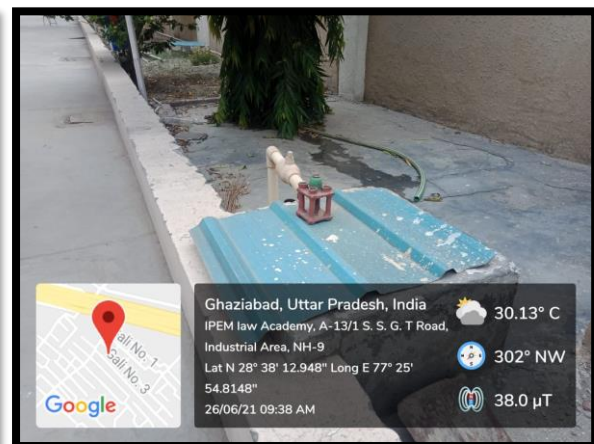 ali No. 1
Gali No. 3
Google
Ghaziabad, Uttar Pradesh, India
IPEM law Academy, A-13/1 S. S. G. T Road,
Industrial Area, NH-9
Lat N 28° 38' 12.948" Long E 77° 25'
54.8148"
26/06/21 09:38 AM
30.13° C
302° NW
38.0 µT